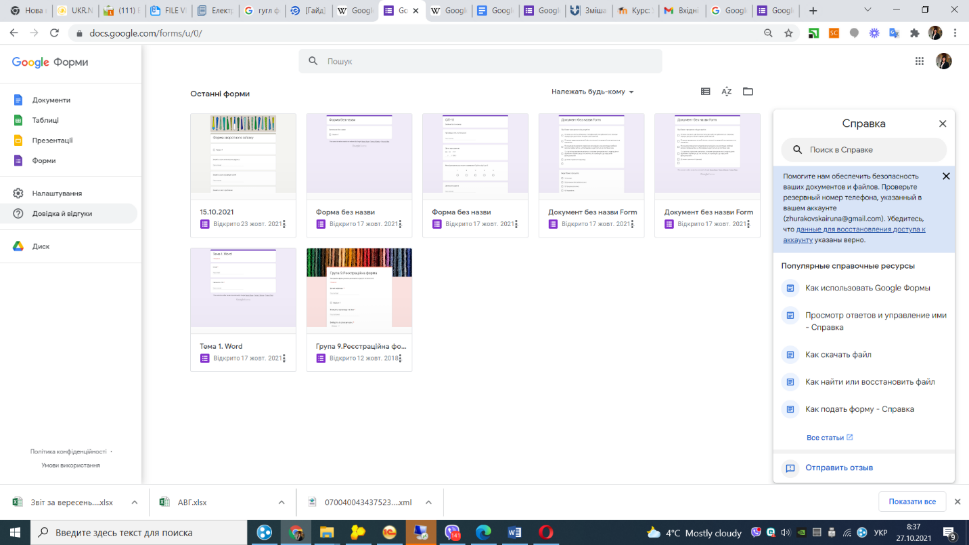 Нова
UKR.N
(111)
FILE V
Елект
гугл ф
[Гайд
Googl
Go
Googl
Googl
Googl
Зміша
Курс:
Вхідн
Googl
Googl
docs.google.com/forms/u/0/
Google Форми
Пошук
Документи
Таблиці
Презентації
Форми
Налаштування
Довідка й відгуки
Диск
Політика конфіденційності ·
Умови використання
Останні форми
Належать будь-кому
15.10.2021
Відкрито 25 жовт. 2021
Форма без назви
Відкрито 17 жовт. 2021
Форма без назви
Відкрито 17 жовт. 2021
Документ без назви Form
Відкрито 17 жовт. 2021
Документ без назви Form
Відкрито 17 жовт. 2021
Тема 1. Word
Відкрито 17 жовт. 2021
Група 9.Реєстраційна фо...
Відкрито 12 жовт. 2018
Справка
Поиск в Справке
Помогите нам обеспечить безопасность
ваших документов и файлов. Проверьте
резервный номер телефона, указанный в
вашем аккаунте
(zhurakovskairuna@gmail.com). Убедитесь,
что данные для восстановления доступа к
аккаунту указаны верно.
Популярные справочные ресурсы
Как использовать Google Формы
Просмотр ответов и управление ими
- Справка
Как скачать файл
Как найти или восстановить файл
Как подать форму - Справка
Все статьи
Отправить отзыв
Звіт за вересень....xlsx
АВГ.xlsx
070040043437523....xml
Показати все
Введите здесь текст для поиска
4°C Mostly cloudy
УКР
8:37
27.10.2021